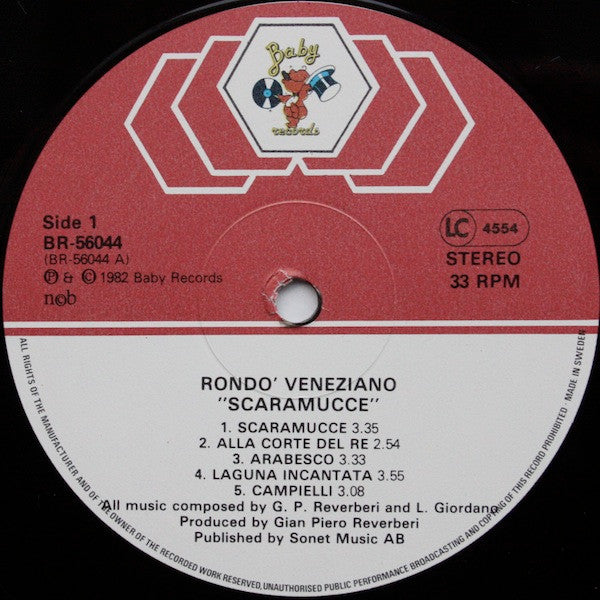 Baby
records
Side 1
BR-56044
(BR-56044 A)
Ⓟ & © 1982 Baby Records
ncb
LC 4554
STEREO
33 RPM
RONDO' VENEZIANO
"SCARAMUCCE"
1. SCARAMUCCE 3.35
2. ALLA CORTE DEL RE 2.54
3. ARABESCO 3.33
4. LAGUNA INCANTATA 3.55
5. CAMPIELLI 3.08
All music composed by G. P. Reverberi and L. Giordano
Produced by Gian Piero Reverberi
Published by Sonet Music AB
ALL RIGHTS OF THE MANUFACTURER AND OF THE OWNER OF THE RECORDED WORK RESERVED, UNAUTHORISED PUBLIC PERFORMANCE BROADCASTING AND COPYING OF THIS RECORD PROHIBITED · MADE IN SWEDEN